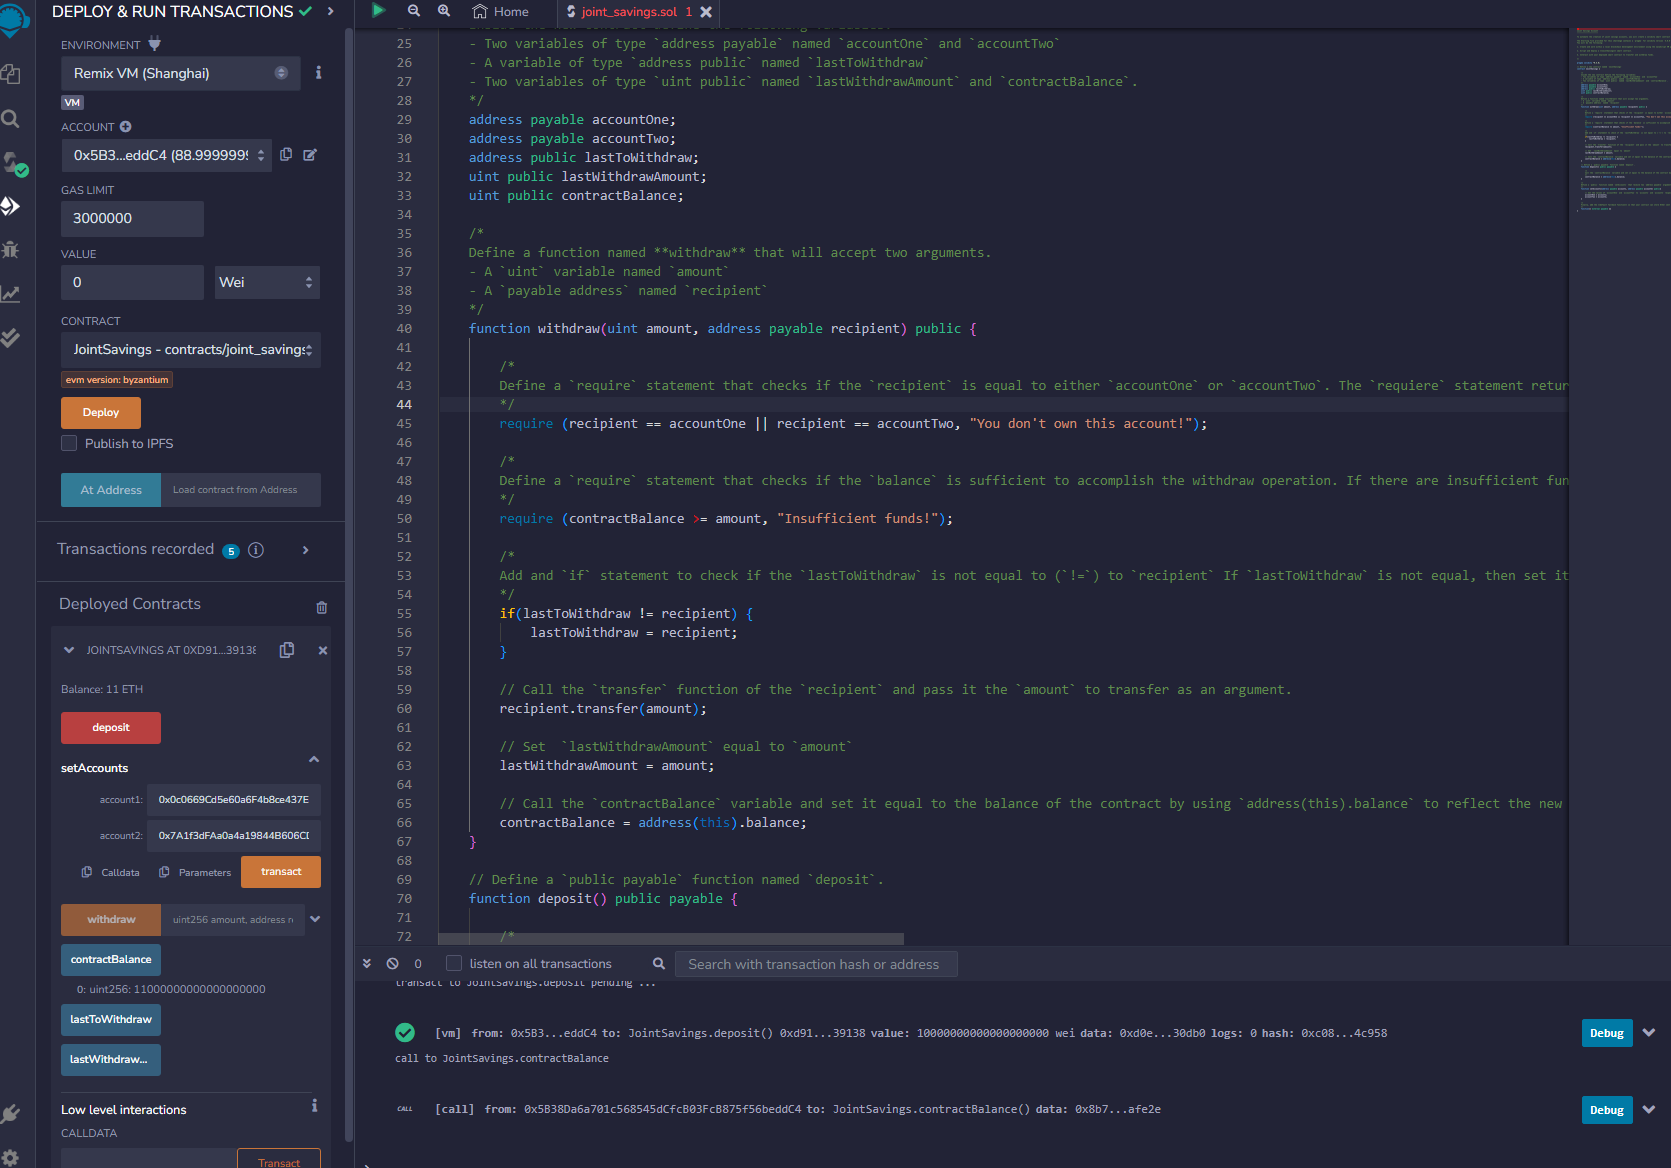 DEPLOY & RUN TRANSACTIONS
ENVIRONMENT
Remix VM (Shanghai)
VM
ACCOUNT
0x5B3...eddC4 (88.9999999
GAS LIMIT
3000000
VALUE
0
Wei
CONTRACT
JointSavings - contracts/joint_savings
evm version: byzantium
Deploy
Publish to IPFS
At Address
Load contract from Address
Transactions recorded 5
Deployed Contracts
JOINTSAVINGS AT 0XD91...39138
Balance: 11 ETH
deposit
setAccounts
account1: 0x0c0669Cd5e60a6F4b8ce437E
account2: 0x7A1f3dFAa0a4a19844B606CD
Calldata
Parameters
transact
withdraw
uint256 amount, address r
contractBalance
0: uint256: 11000000000000000000
lastToWithdraw
lastWithdraw...
Low level interactions
CALLDATA
Transact
Home
joint_savings.sol 1
25 - Two variables of type `address payable` named `accountOne` and `accountTwo`
26 - A variable of type `address public` named `lastToWithdraw`
27 - Two variables of type `uint public` named `lastWithdrawAmount` and `contractBalance`.
28 */
29 address payable accountOne;
30 address payable accountTwo;
31 address public lastToWithdraw;
32 uint public lastWithdrawAmount;
33 uint public contractBalance;
34
35 /*
36 Define a function named **withdraw** that will accept two arguments.
37 - A `uint` variable named `amount`
38 - A `payable address` named `recipient`
39 */
40 function withdraw(uint amount, address payable recipient) public {
41
42 /*
43 Define a `require` statement that checks if the `recipient` is equal to either `accountOne` or `accountTwo`. The `requiere` statement retur
44 */
45 require (recipient == accountOne || recipient == accountTwo, "You don't own this account!");
46
47 /*
48 Define a `require` statement that checks if the `balance` is sufficient to accomplish the withdraw operation. If there are insufficient fun
49 */
50 require (contractBalance >= amount, "Insufficient funds!");
51
52 /*
53 Add and `if` statement to check if the `lastToWithdraw` is not equal to (`!=`) to `recipient` If `lastToWithdraw` is not equal, then set it
54 */
55 if(lastToWithdraw != recipient) {
56 lastToWithdraw = recipient;
57 }
58
59 // Call the `transfer` function of the `recipient` and pass it the `amount` to transfer as an argument.
60 recipient.transfer(amount);
61
62 // Set  `lastWithdrawAmount` equal to `amount`
63 lastWithdrawAmount = amount;
64
65 // Call the `contractBalance` variable and set it equal to the balance of the contract by using `address(this).balance` to reflect the new
66 contractBalance = address(this).balance;
67 }
68
69 // Define a `public payable` function named `deposit`.
70 function deposit() public payable {
71
72 /*
0
listen on all transactions
Search with transaction hash or address
transact to JointSavings.deposit pending ...
[vm] from: 0x5B3...eddC4 to: JointSavings.deposit() 0xd91...39138 value: 10000000000000000000 wei data: 0xd0e...30db0 logs: 0 hash: 0xc08...4c958
Debug
call to JointSavings.contractBalance
CALL [call] from: 0x5B38Da6a701c568545dCfcB03FcB875f56beddC4 to: JointSavings.contractBalance() data: 0x8b7...afe2e
Debug